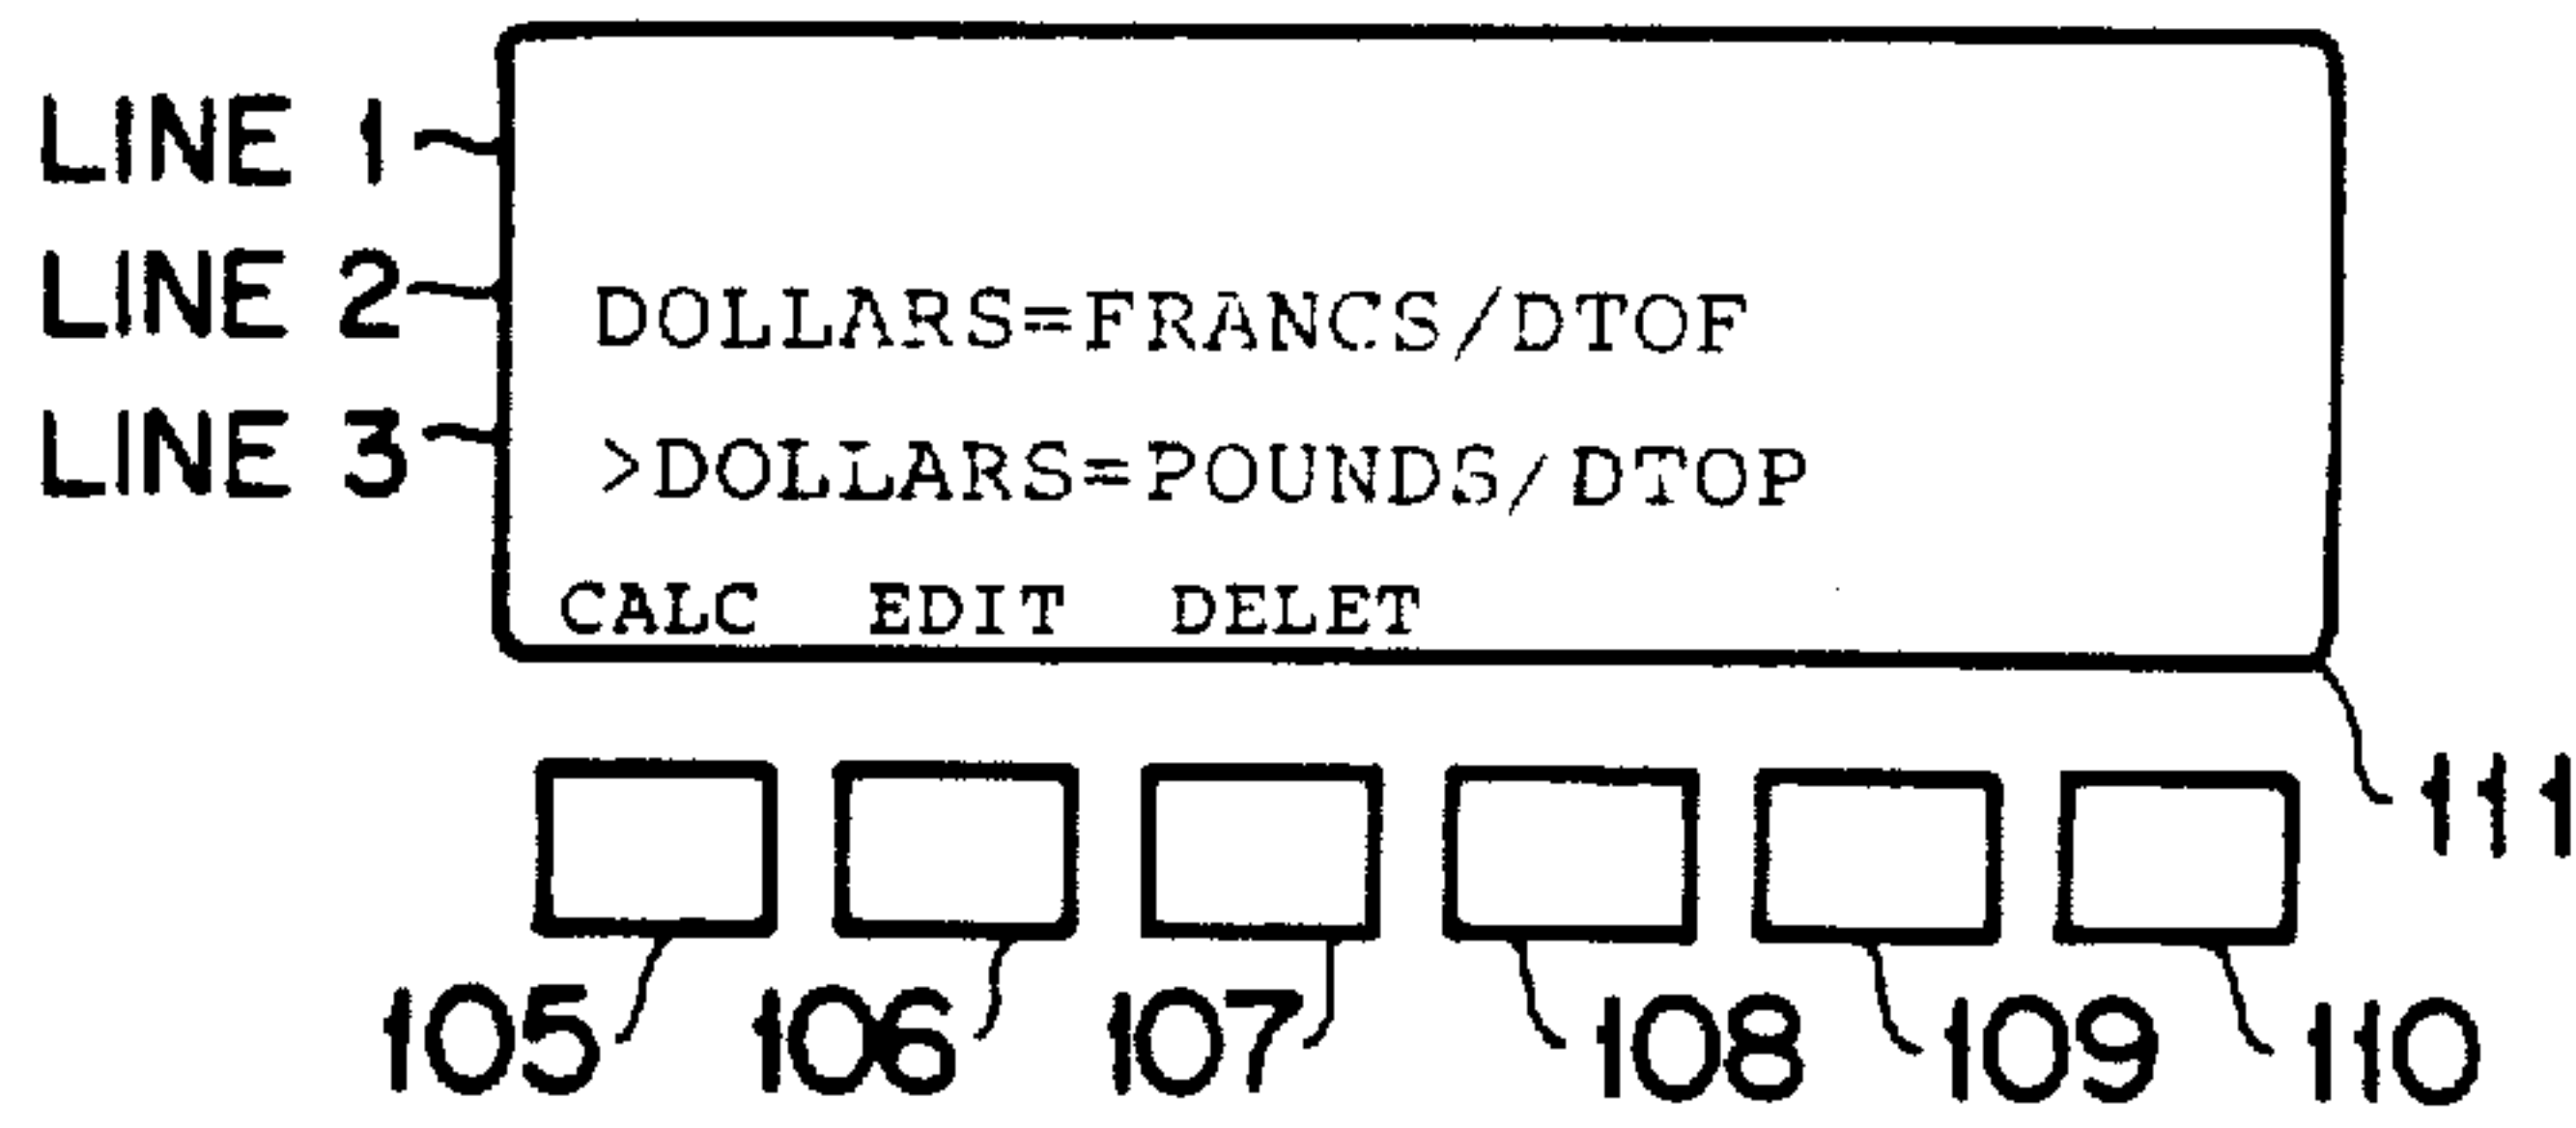 LINE 1
LINE 2
DOLLARS=FRANCS/DTOF
LINE 3
>DOLLARS=POUNDS/DTOP
CALC EDIT DELET
111
105 106 107 108 109 110